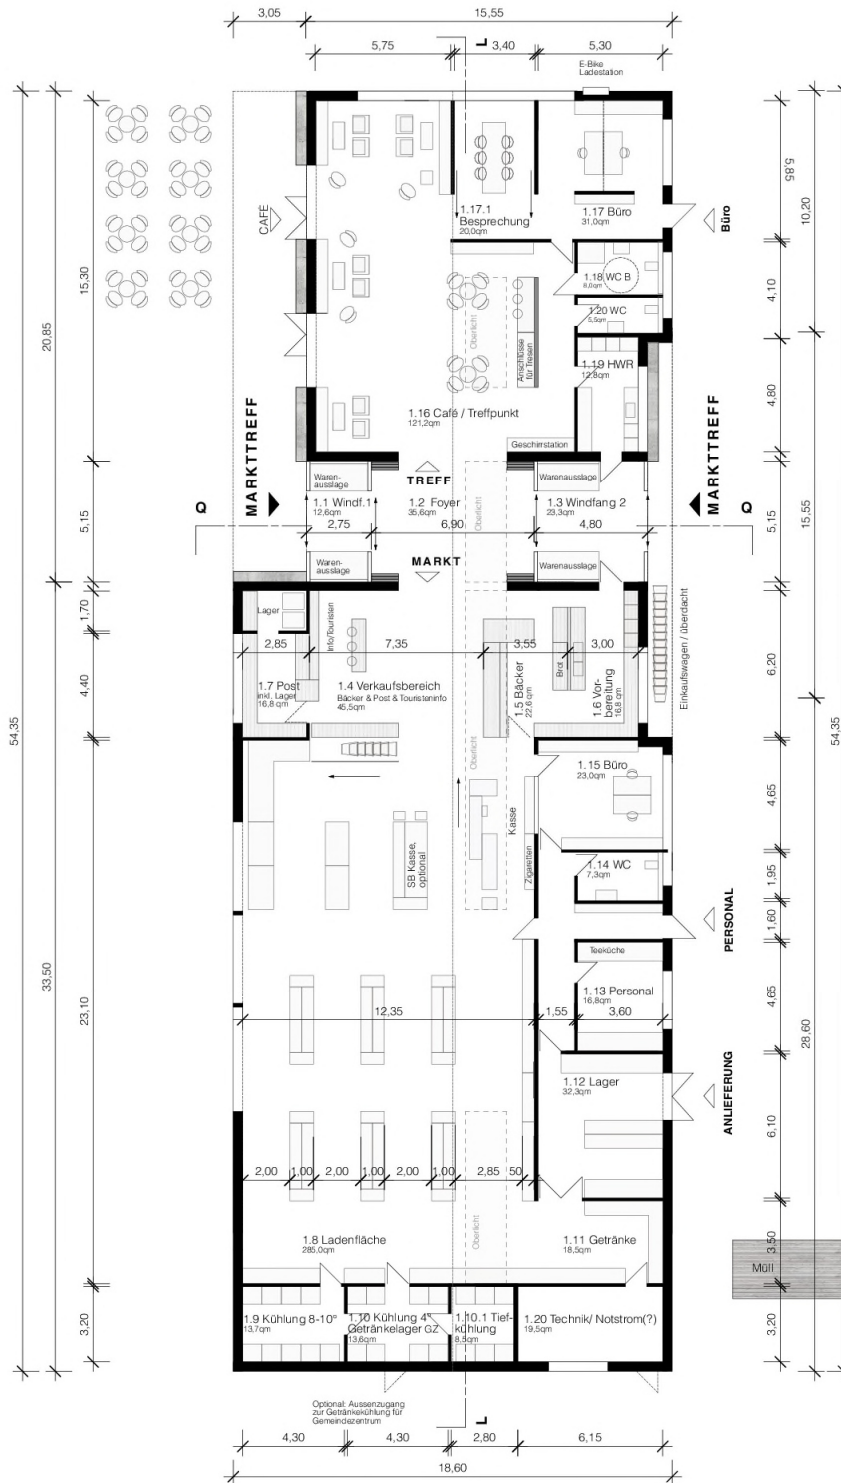 3,05
15,55
5,75
3,40
5,30
L
E-Bike
Ladestation
5,85
10,20
15,30
20,85
54,35
CAFÉ
1.17.1
Besprechung
20,0qm
1.17 Büro
31,0qm
Büro
1.18 WC B
8,0qm
4,10
1.20 WC
5,5qm
Oberlicht
Anschlüsse
für Tresen
1.19 HWR
12,8qm
4,80
1.16 Café / Treffpunkt
121,2qm
Geschirrstation
MARKTTREFF
MARKTTREFF
TREFF
Waren-
auslage
Warenauslage
Q
1.1 Windf.1
12,6qm
1.2 Foyer
35,6qm
Oberlicht
1.3 Windfang 2
23,3qm
Q
5,15
2,75
6,90
4,80
5,15
15,55
MARKT
Waren-
auslage
Warenauslage
1,70
Lager
Info/Touristen
2,85
7,35
3,55
3,00
Brot
6,20
Einkaufswagen / überdacht
4,40
1.7 Post
inkl. Lager
16,8 qm
1.4 Verkaufsbereich
Bäcker & Post & Touristeninfo
45,5qm
1.5 Bäcker
22,6 qm
1.6 Vor-
bereitung
16,8 qm
54,35
Oberlicht
1.15 Büro
23,0qm
4,65
Kasse
SB Kasse,
optional
Zigaretten
1.14 WC
7,3qm
1,95
1,60
PERSONAL
33,50
23,10
Teeküche
1.13 Personal
16,8qm
4,65
12,35
1,55
3,60
28,60
1.12 Lager
32,3qm
ANLIEFERUNG
6,10
2,00
1,00
2,00
1,00
2,00
1,00
2,85
50
1.8 Ladenfläche
285,0qm
Oberlicht
1.11 Getränke
18,5qm
3,50
Müll
1.9 Kühlung 8-10°
13,7qm
1.10 Kühlung 4°
Getränkelager GZ
13,6qm
1.10.1 Tief-
kühlung
8,5qm
1.20 Technik/ Notstrom(?)
19,5qm
3,20
3,20
Optional: Aussenzugang
zur Getränkekühlung für
Gemeindezentrum
L
4,30
4,30
2,80
6,15
18,60